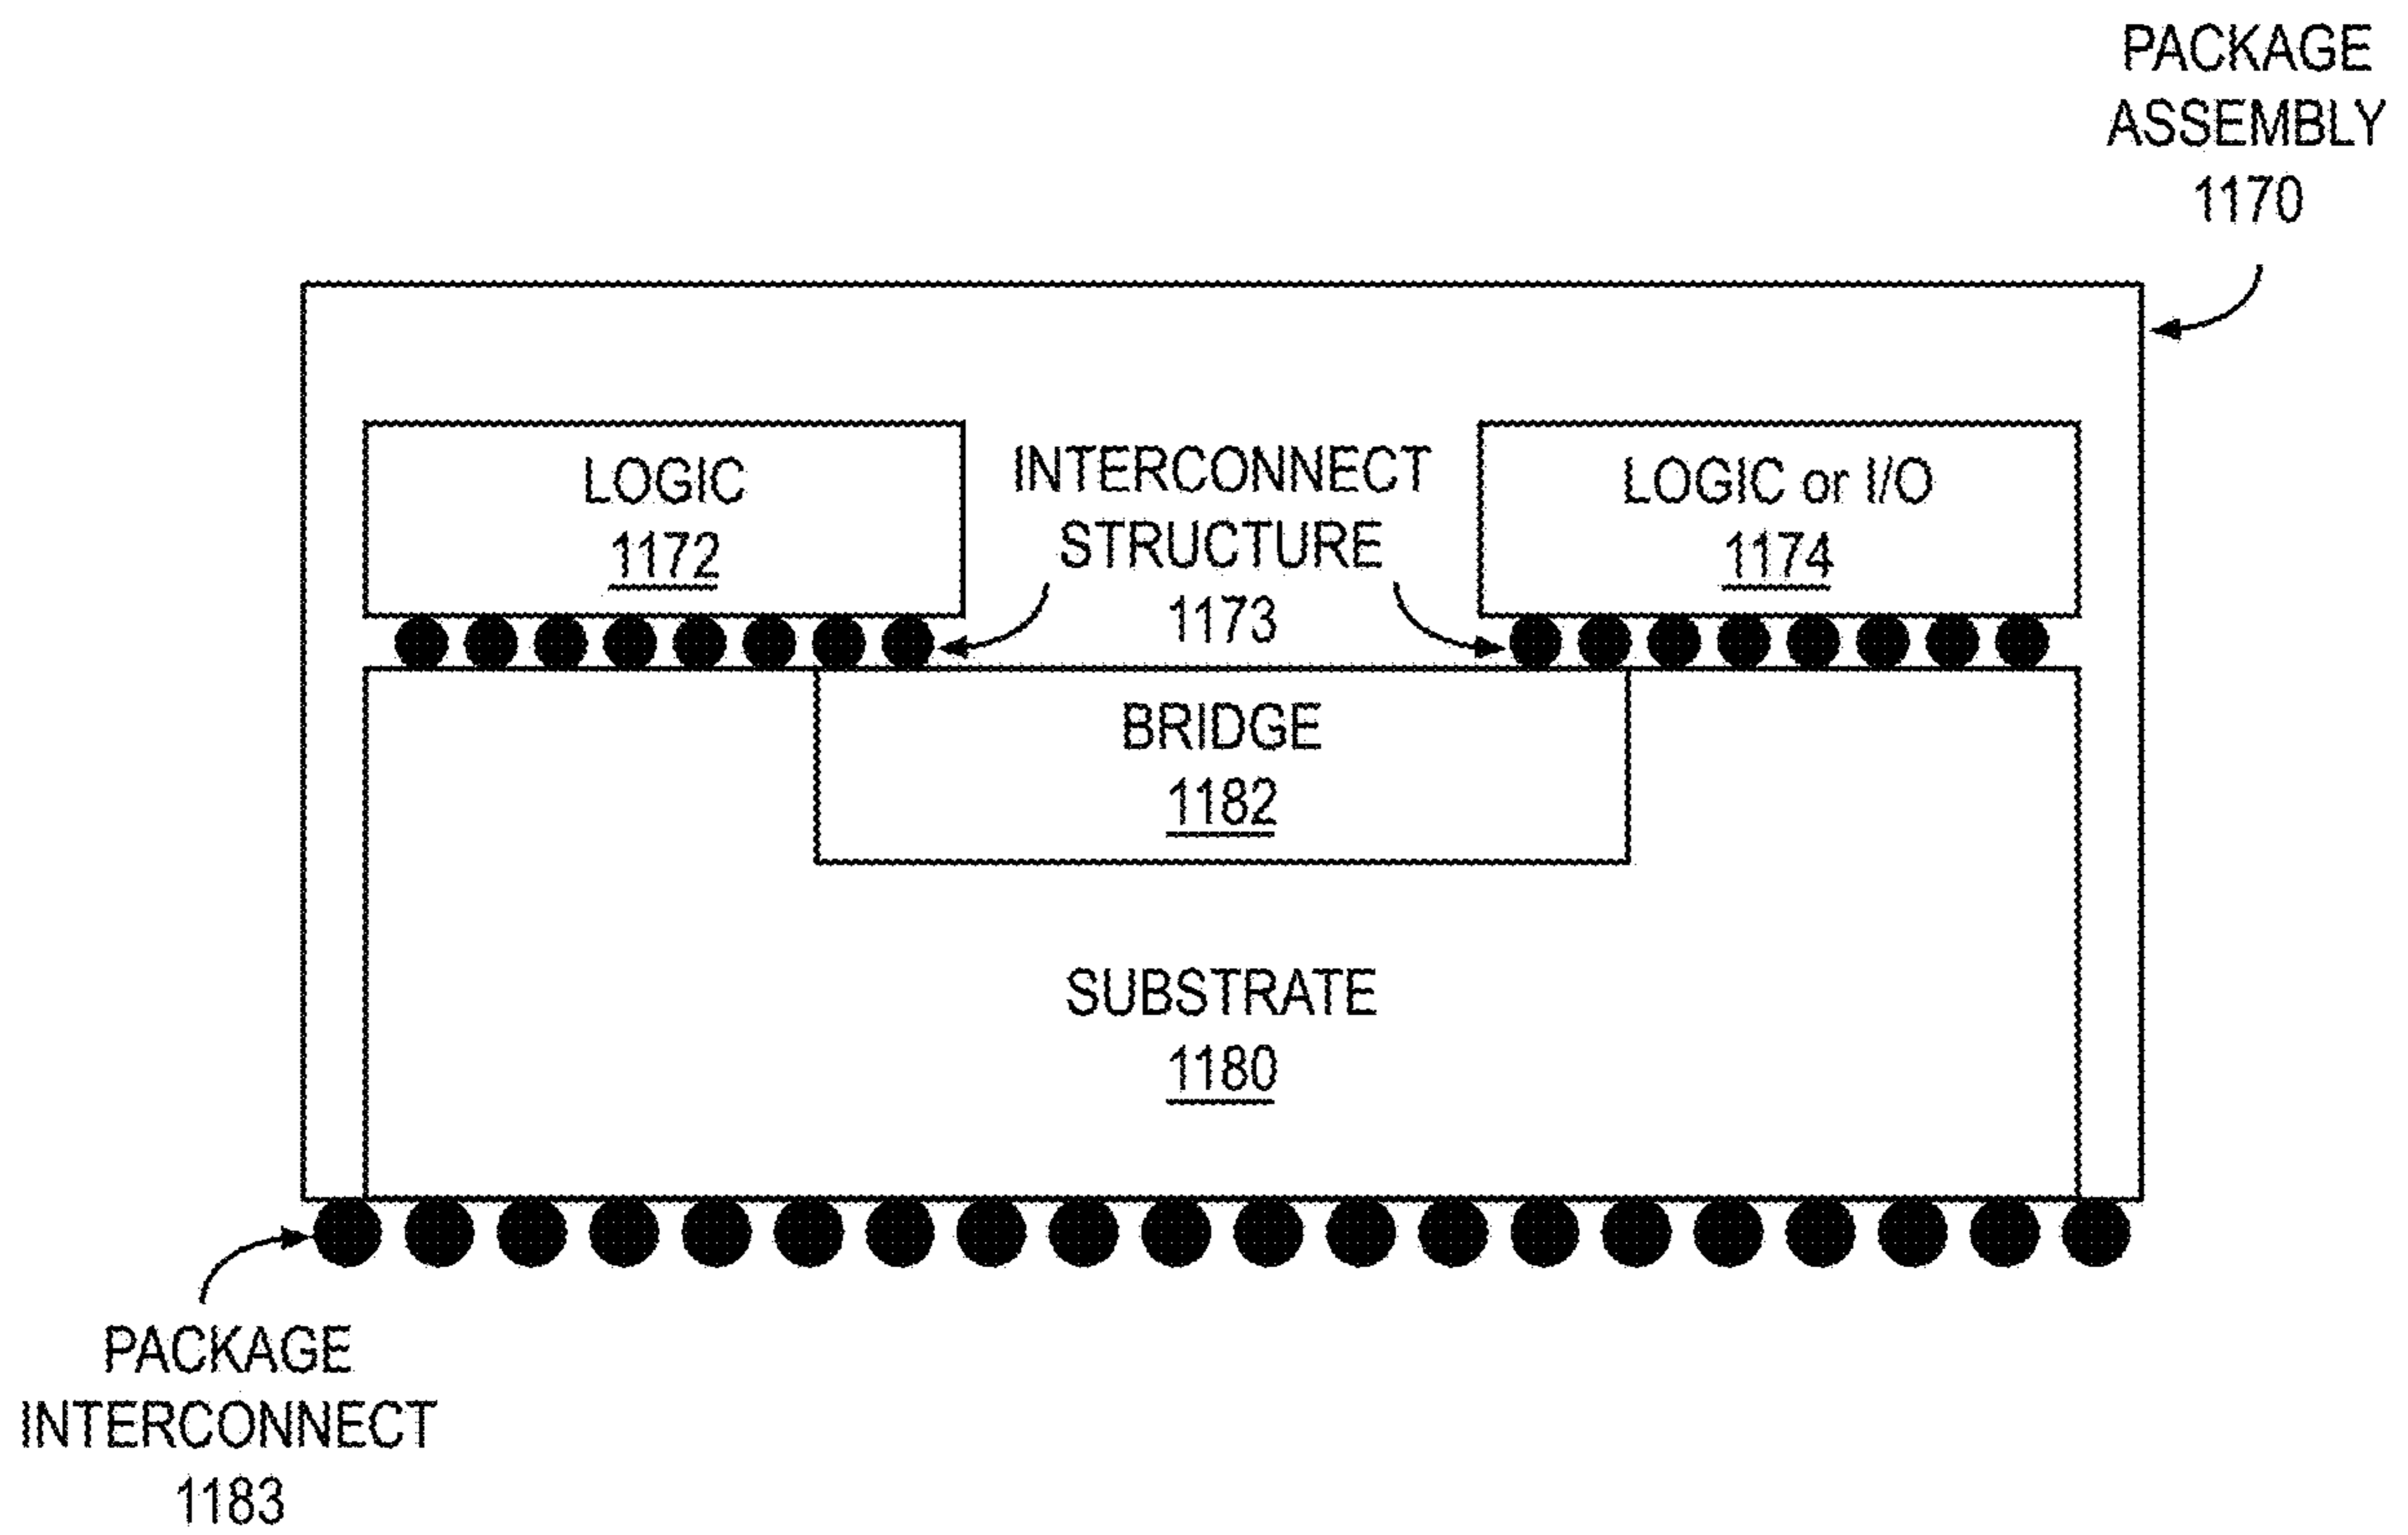 PACKAGE
ASSEMBLY
1170
LOGIC
1172
INTERCONNECT
STRUCTURE
1173
LOGIC or I/O
1174
BRIDGE
1182
SUBSTRATE
1180
PACKAGE
INTERCONNECT
1183